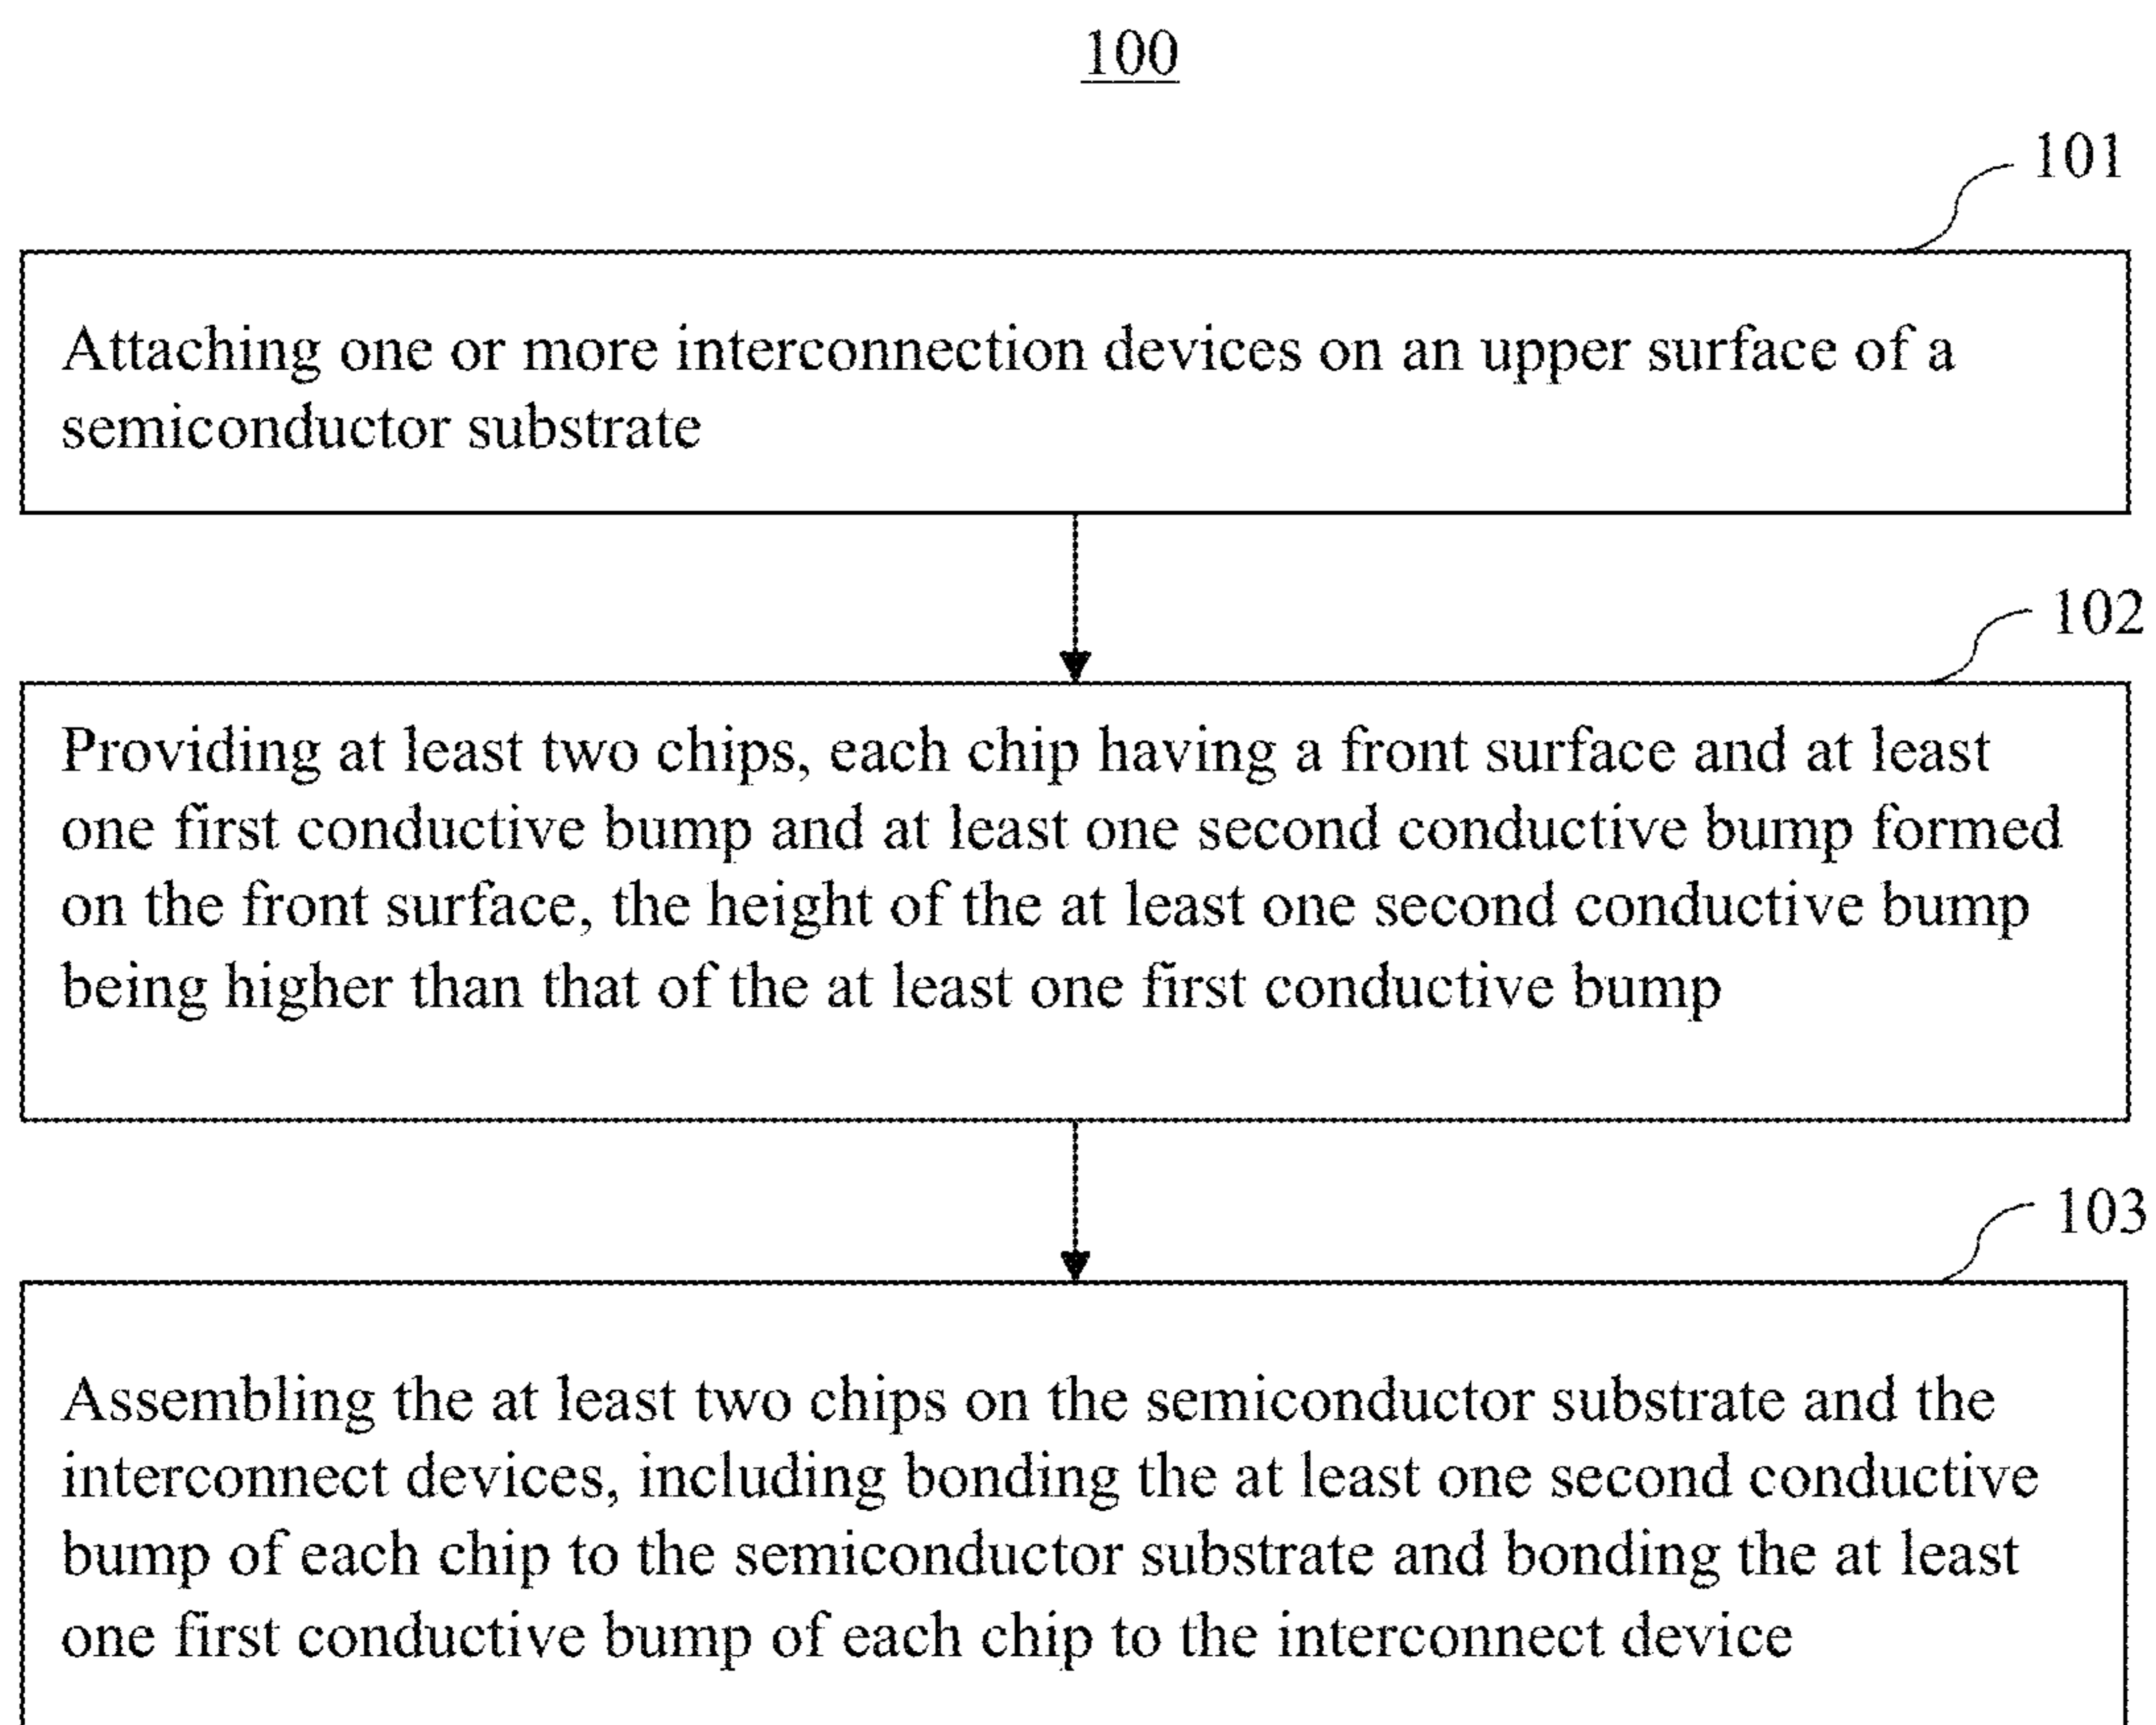 100
101
Attaching one or more interconnection devices on an upper surface of a
semiconductor substrate
102
Providing at least two chips, each chip having a front surface and at least
one first conductive bump and at least one second conductive bump formed
on the front surface, the height of the at least one second conductive bump
being higher than that of the at least one first conductive bump
103
Assembling the at least two chips on the semiconductor substrate and the
interconnect devices, including bonding the at least one second conductive
bump of each chip to the semiconductor substrate and bonding the at least
one first conductive bump of each chip to the interconnect device